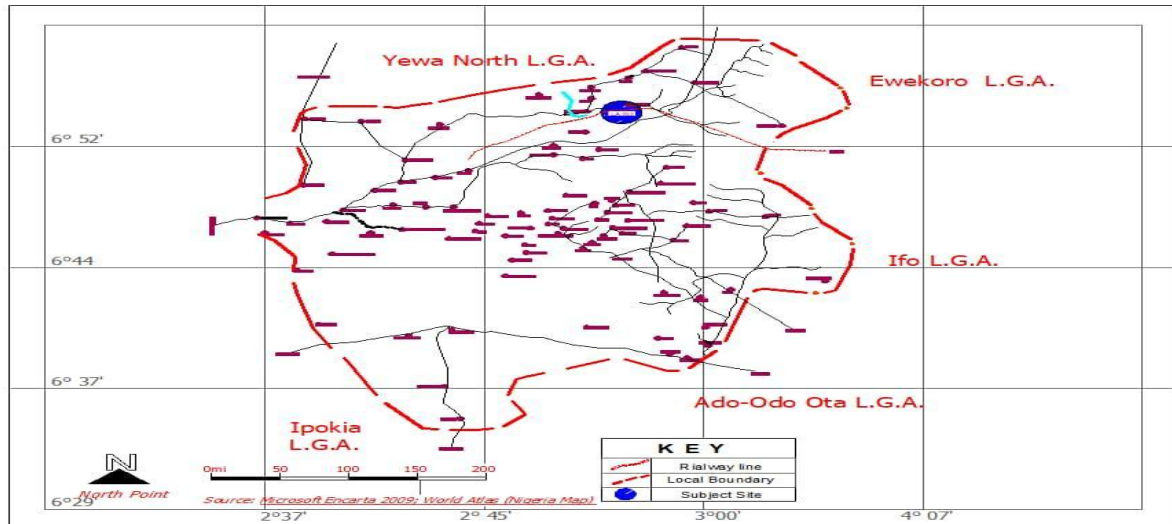 Yewa North L.G.A.
Ewekoro L.G.A.
6° 52'
6° 44'
Ifo L.G.A.
6° 37'
Ado-Odo Ota L.G.A.
Ipokia
L.G.A.
N
North Point
0mi 50 100 150 200
Source: Microsoft Encarta 2009; World Atlas (Nigeria Map)
KEY
Rialway line
Local Boundary
Subject Site
6° 29
2° 37'
2° 45'
3° 00'
4° 07'